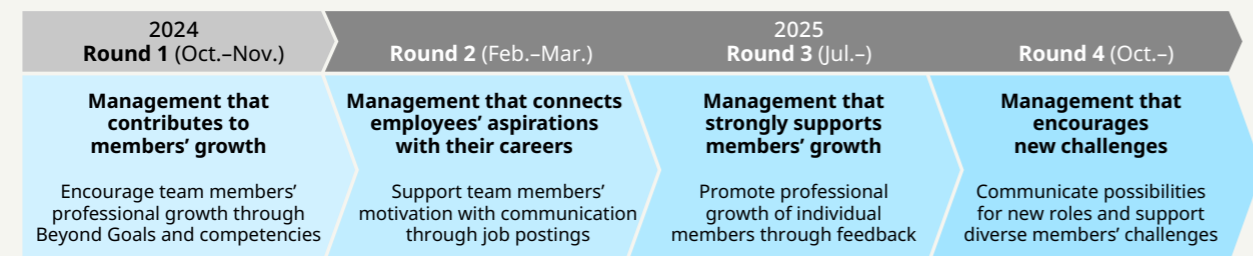 2024
Round 1 (Oct.–Nov.)
2025
Round 2 (Feb.–Mar.)
Round 3 (Jul.–)
Round 4 (Oct.–)
Management that
contributes to
members’ growth
Encourage team members’
professional growth through
Beyond Goals and competencies
Management that connects
employees’ aspirations
with their careers
Support team members’
motivation with communication
through job postings
Management that
strongly supports
members’ growth
Promote professional
growth of individual
members through feedback
Management that
encourages
new challenges
Communicate possibilities
for new roles and support
diverse members’ challenges